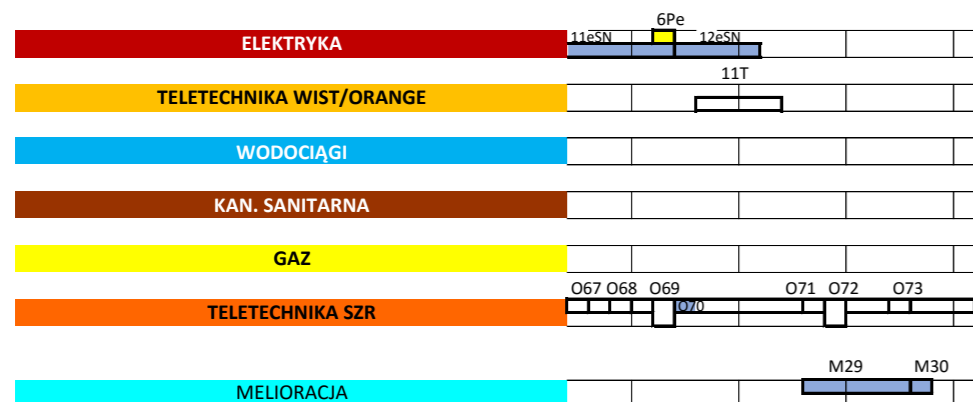 6Pe
ELEKTRYKA 11eSN 12eSN
11T
TELETECHNIKA WIST/ORANGE
WODOCIĄGI
KAN. SANITARNA
GAZ
O67 O68 O69 O71 O72 O73
TELETECHNIKA SZR O70
M29 M30
MELIORACJA